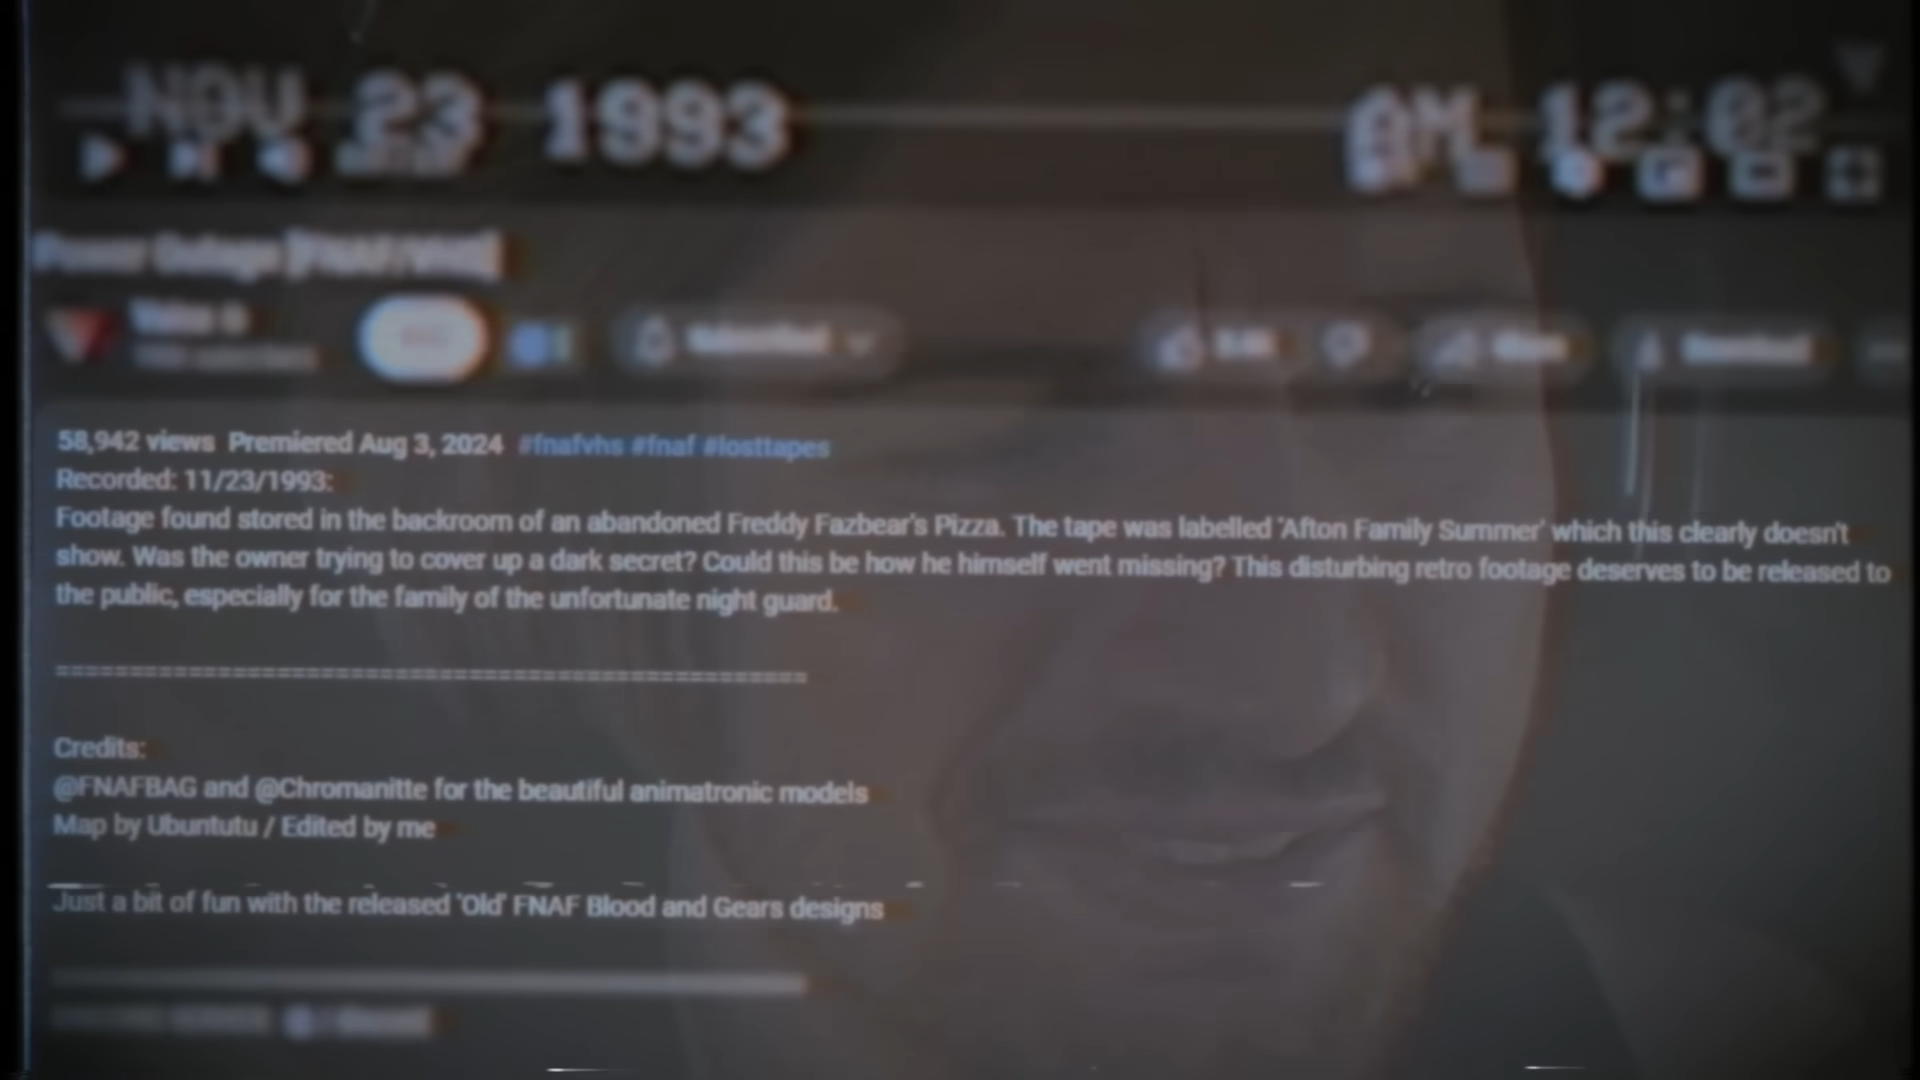 NOV 23 1993
AM 12:02
Power Outage [FNAF/VHS]
58,942 views Premiered Aug 3, 2024 #fnafvhs #fnaf #losttapes
Recorded: 11/23/1993:
Footage found stored in the backroom of an abandoned Freddy Fazbear's Pizza. The tape was labelled 'Afton Family Summer' which this clearly doesn't
show. Was the owner trying to cover up a dark secret? Could this be how he himself went missing? This disturbing retro footage deserves to be released to
the public, especially for the family of the unfortunate night guard.
===================================================
Credits:
@FNAFBAG and @Chromanitte for the beautiful animatronic models
Map by Ubuntutu / Edited by me
Just a bit of fun with the released 'Old' FNAF Blood and Gears designs